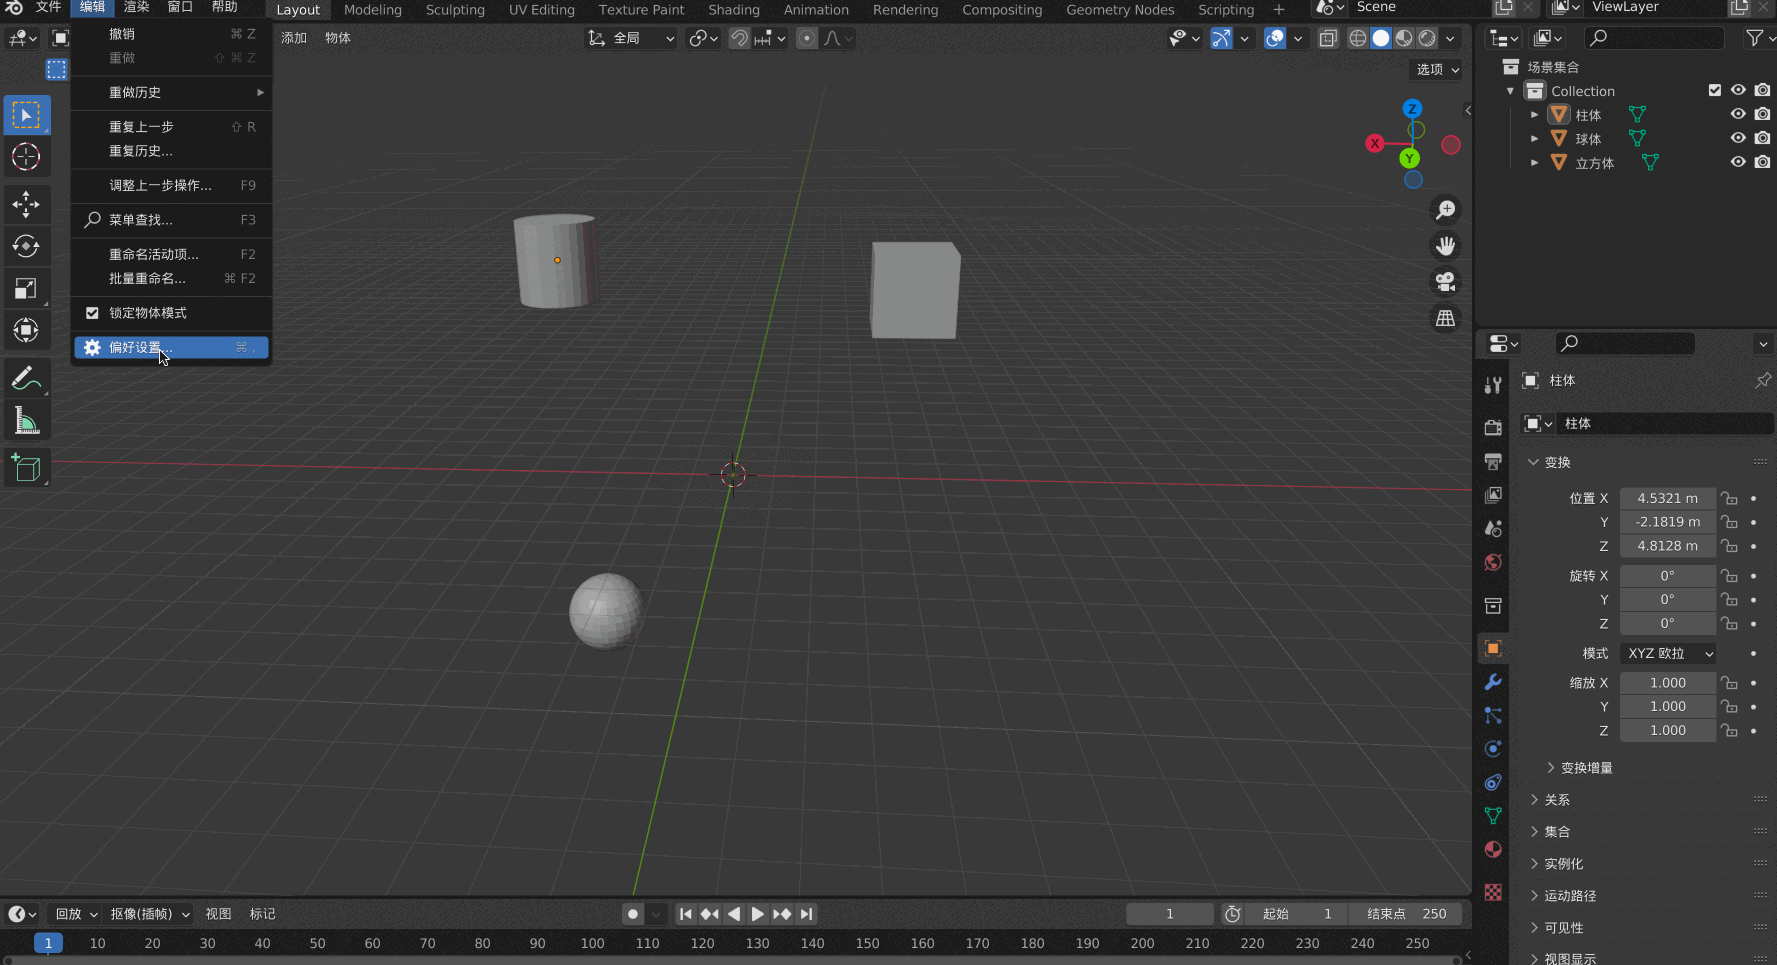 文件 编辑 渲染 窗口 帮助 Layout Modeling Sculpting UV Editing Texture Paint Shading Animation Rendering Compositing Geometry Nodes Scripting + Scene ViewLayer
添加 物体 全局
选项
撤销 ⌘ Z
重做 ⇧ ⌘ Z
重做历史
重复上一步 ⇧ R
重复历史...
调整上一步操作... F9
菜单查找... F3
重命名活动项... F2
批量重命名... ⌘ F2
锁定物体模式
偏好设置... ⌘ ,
Z
X
Y
场景集合
Collection
柱体
球体
立方体
柱体
柱体
变换
位置 X 4.5321 m
Y -2.1819 m
Z 4.8128 m
旋转 X 0°
Y 0°
Z 0°
模式 XYZ 欧拉
缩放 X 1.000
Y 1.000
Z 1.000
变换增量
关系
集合
实例化
运动路径
可见性
视图显示
回放 抠像(插帧) 视图 标记 1 起始 1 结束点 250
1 10 20 30 40 50 60 70 80 90 100 110 120 130 140 150 160 170 180 190 200 210 220 230 240 250